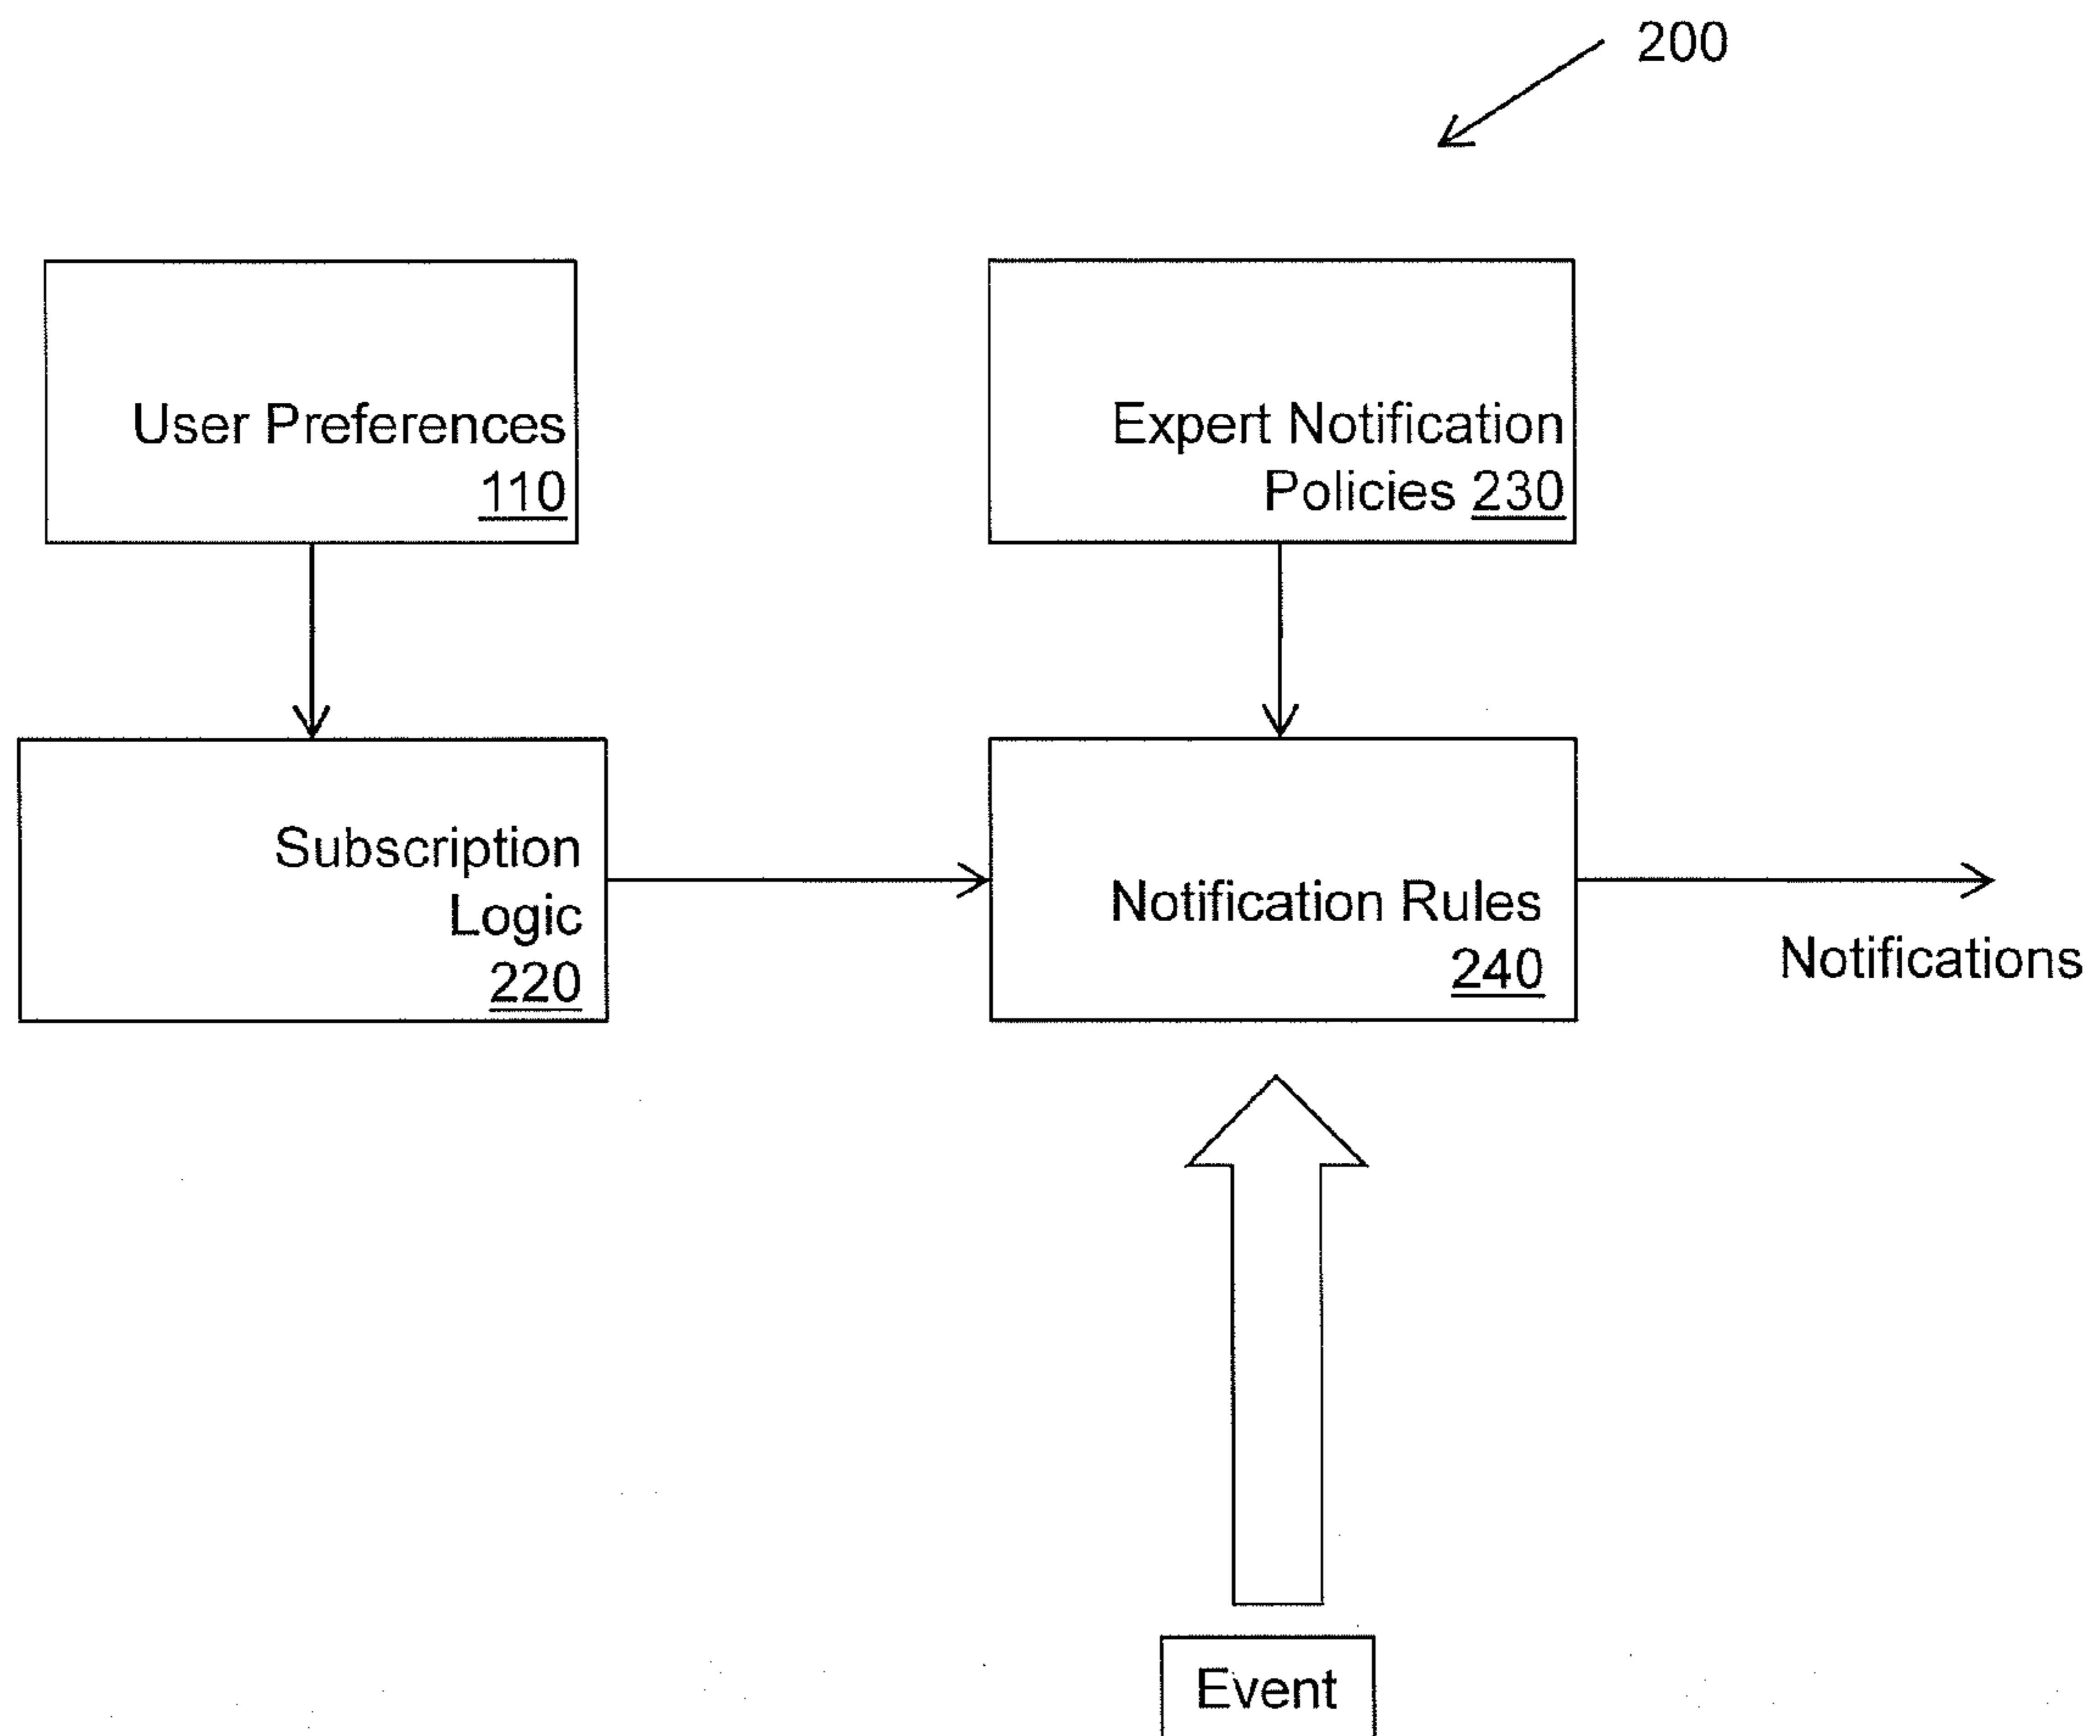 200
User Preferences
110
Expert Notification
Policies 230
Subscription
Logic
220
Notification Rules
240
Notifications
Event